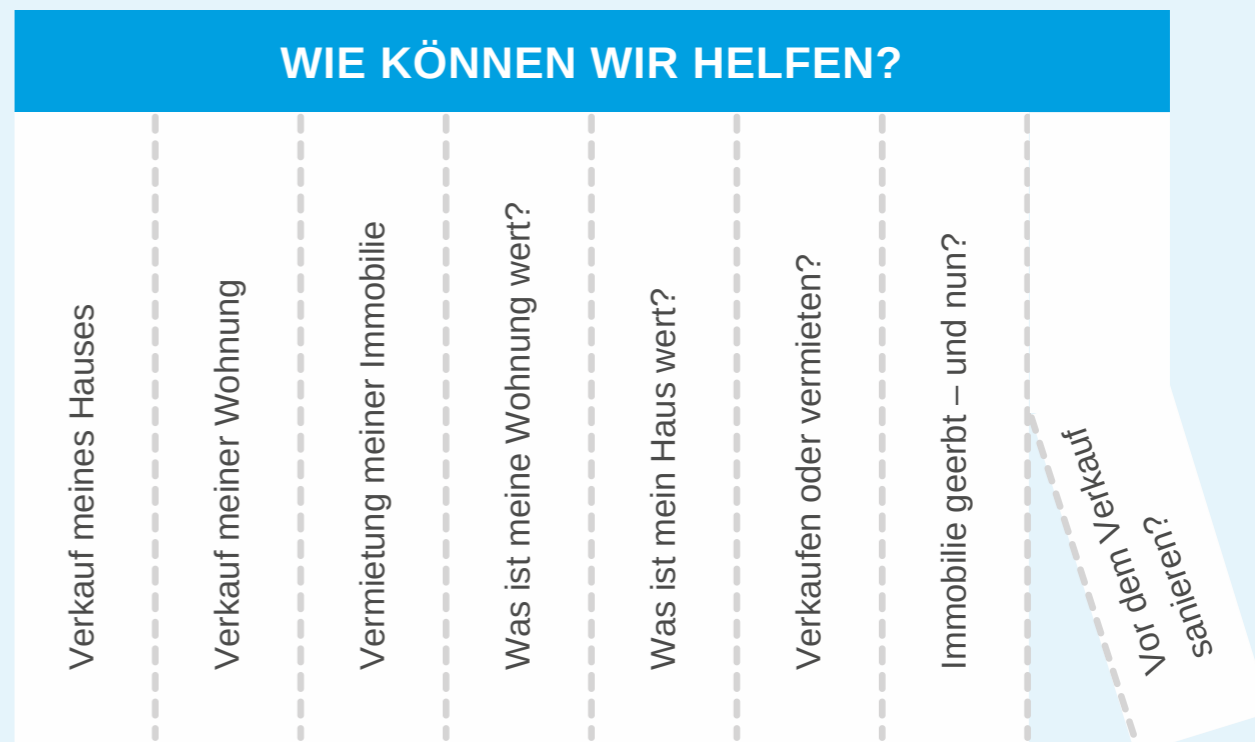 WIE KÖNNEN WIR HELFEN?
Verkauf meines Hauses
Verkauf meiner Wohnung
Vermietung meiner Immobilie
Was ist meine Wohnung wert?
Was ist mein Haus wert?
Verkaufen oder vermieten?
Immobilie geerbt – und nun?
Vor dem Verkauf
sanieren?